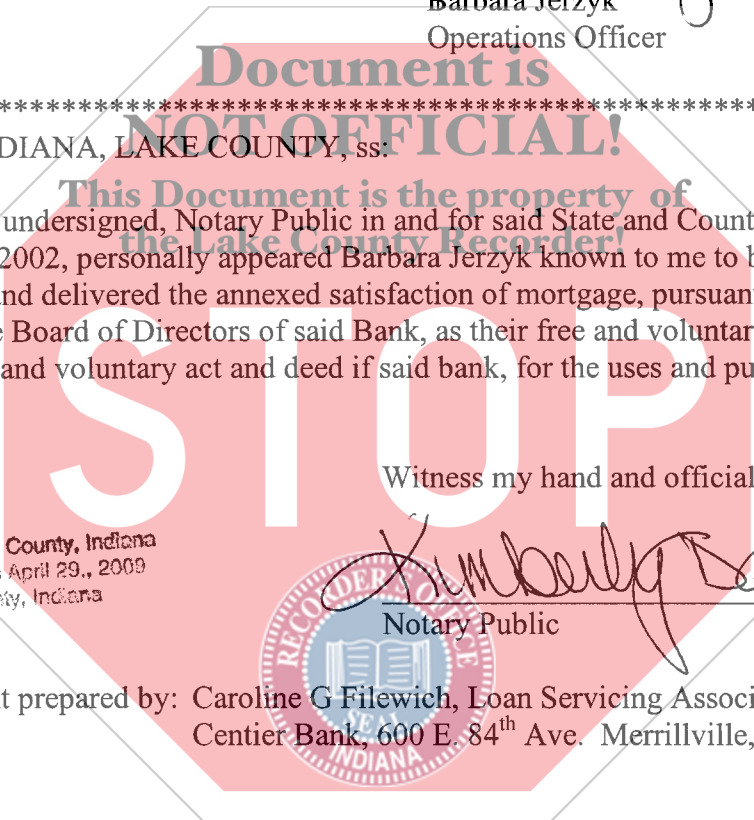 Barbara Jerzyk
Operations Officer
Document is
NOT OFFICIAL!
DIANA, LAKE COUNTY, ss:
This Document is the property of
the Lake County Recorder!
undersigned, Notary Public in and for said State and Count
2002, personally appeared Barbara Jerzyk known to me to b
nd delivered the annexed satisfaction of mortgage, pursuan
e Board of Directors of said Bank, as their free and voluntar
and voluntary act and deed if said bank, for the uses and pu
STOP
Witness my hand and official
County, Indiana
April 29., 2009
ty, Indiana
Kimberly
Notary Public
RECORDER'S OFFICE
SEAL
INDIANA
t prepared by: Caroline G Filewich, Loan Servicing Associ
Centier Bank, 600 E. 84th Ave. Merrillville,